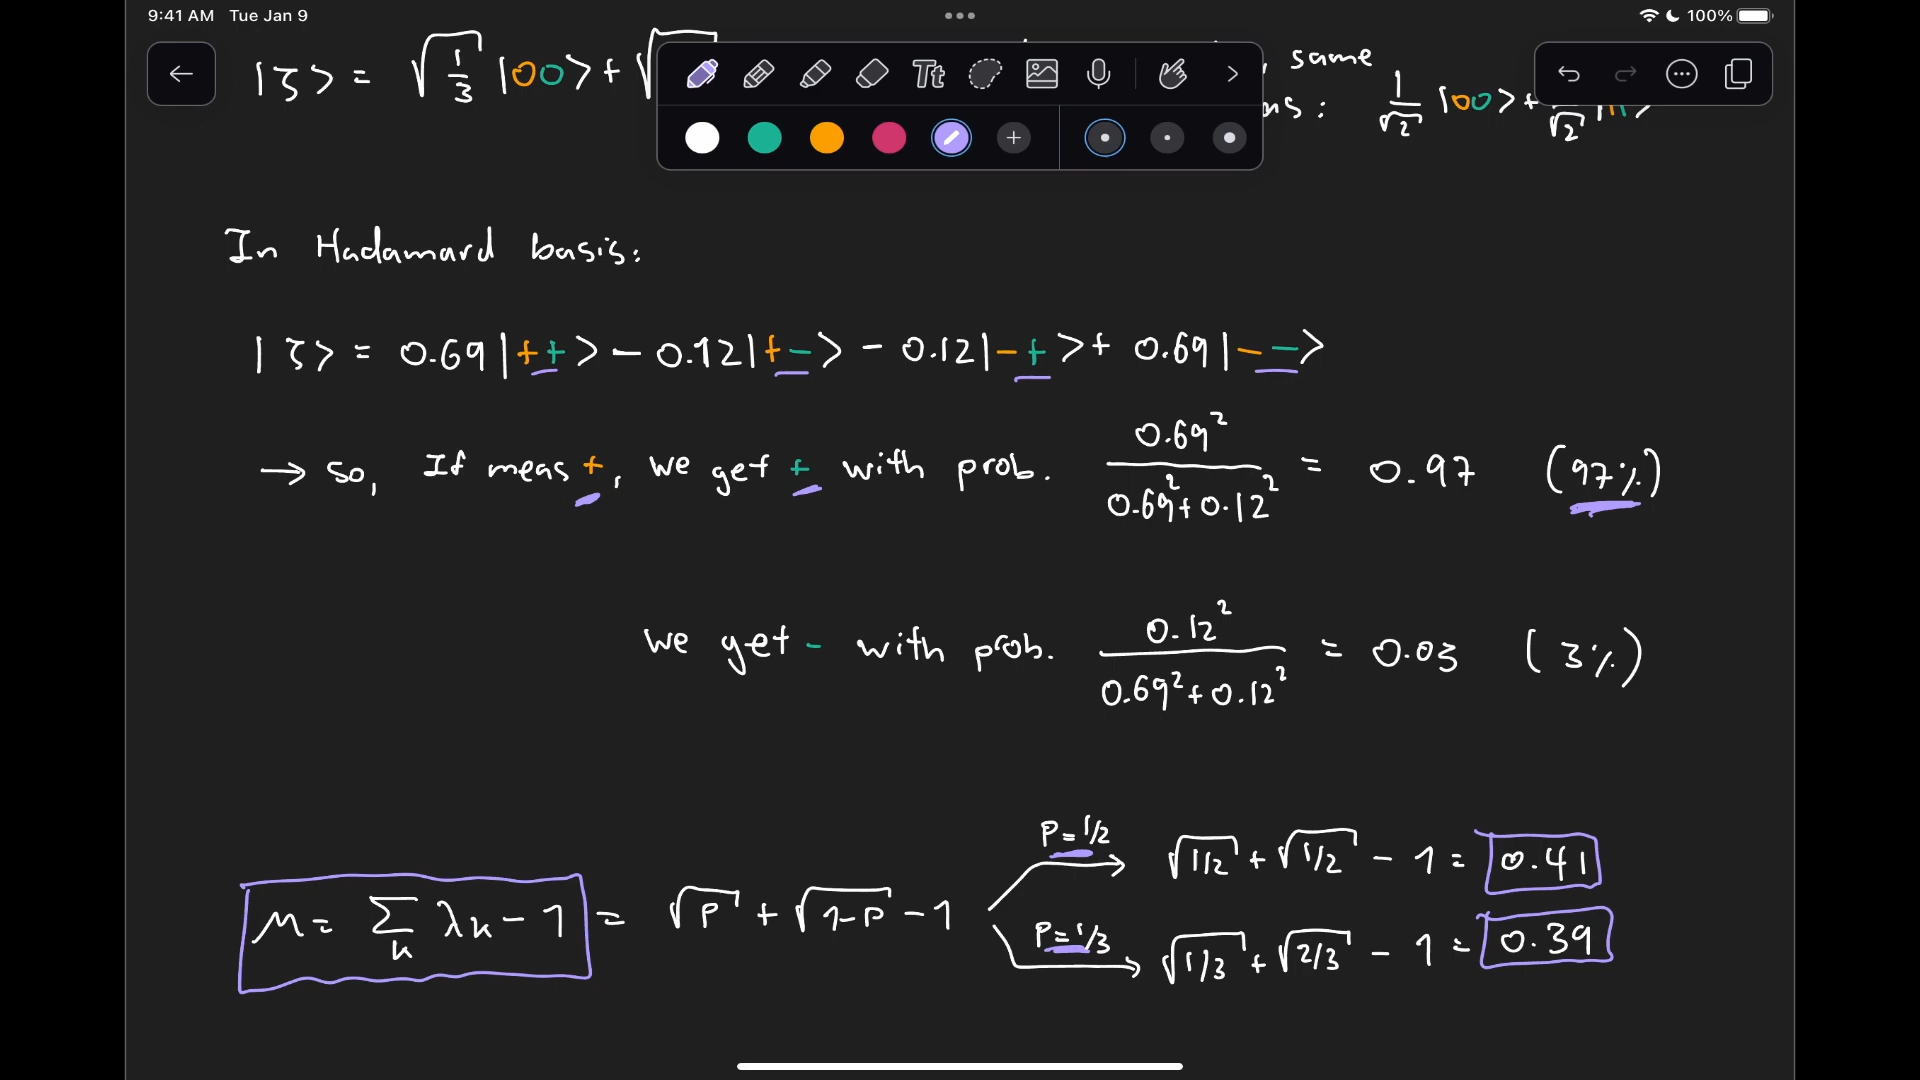 9:41 AM Tue Jan 9
100%
|ζ⟩ = √(1/3) |00⟩ + √
same
ns : 1/√2 |00⟩ + /√2 |11⟩
Tt
In Hadamard basis:
|ζ⟩ = 0.69|++⟩ − 0.12|+−⟩ − 0.12|−+⟩ + 0.69|−−⟩
→ so, If meas +, we get + with prob. 0.69² / 0.69² + 0.12² = 0.97 (97%)
we get − with prob. 0.12² / 0.69² + 0.12² = 0.03 (3%)
P = 1/2
√1/2 + √1/2 − 1 = 0.41
M = ∑k λk − 1 = √P + √1−P − 1
P = 1/3
√1/3 + √2/3 − 1 = 0.39